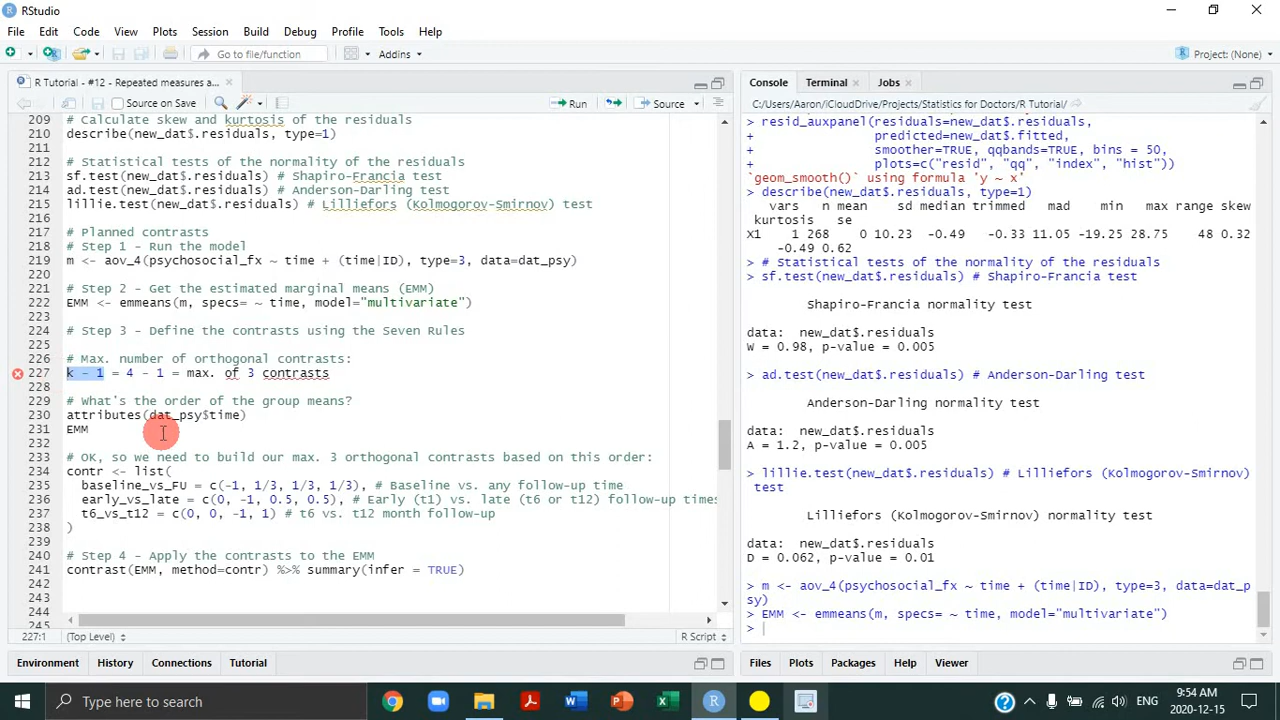 RStudio
File Edit Code View Plots Session Build Debug Profile Tools Help
Go to file/function Addins Project: (None)
R Tutorial - #12 - Repeated measures a...
Source on Save Run Source
209 # Calculate skew and kurtosis of the residuals
210 describe(new_dat$.residuals, type=1)
211
212 # Statistical tests of the normality of the residuals
213 sf.test(new_dat$.residuals) # Shapiro-Francia test
214 ad.test(new_dat$.residuals) # Anderson-Darling test
215 lillie.test(new_dat$.residuals) # Lilliefors (Kolmogorov-Smirnov) test
216
217 # Planned contrasts
218 # Step 1 - Run the model
219 m <- aov_4(psychosocial_fx ~ time + (time|ID), type=3, data=dat_psy)
220
221 # Step 2 - Get the estimated marginal means (EMM)
222 EMM <- emmeans(m, specs= ~ time, model="multivariate")
223
224 # Step 3 - Define the contrasts using the Seven Rules
225
226 # Max. number of orthogonal contrasts:
227 k - 1 = 4 - 1 = max. of 3 contrasts
228
229 # What's the order of the group means?
230 attributes(dat_psy$time)
231 EMM
232
233 # OK, so we need to build our max. 3 orthogonal contrasts based on this order:
234 contr <- list(
235 baseline_vs_FU = c(-1, 1/3, 1/3, 1/3), # Baseline vs. any follow-up time
236 early_vs_late = c(0, -1, 0.5, 0.5), # Early (t1) vs. late (t6 or t12) follow-up times
237 t6_vs_t12 = c(0, 0, -1, 1) # t6 vs. t12 month follow-up
238 )
239
240 # Step 4 - Apply the contrasts to the EMM
241 contrast(EMM, method=contr) %>% summary(infer = TRUE)
242
243
244
245
227:1 (Top Level) R Script
Environment History Connections Tutorial
Console Terminal Jobs
C:/Users/Aaron/iCloudDrive/Projects/Statistics for Doctors/R Tutorial/
> resid_auxpanel(residuals=new_dat$.residuals,
+ predicted=new_dat$.fitted,
+ smoother=TRUE, qqbands=TRUE, bins = 50,
+ plots=c("resid", "qq", "index", "hist"))
`geom_smooth()` using formula 'y ~ x'
> describe(new_dat$.residuals, type=1)
vars n mean sd median trimmed mad min max range skew
kurtosis se
X1 1 268 0 10.23 -0.49 -0.33 11.05 -19.25 28.75 48 0.32
-0.49 0.62
> # Statistical tests of the normality of the residuals
> sf.test(new_dat$.residuals) # Shapiro-Francia test
Shapiro-Francia normality test
data: new_dat$.residuals
W = 0.98, p-value = 0.005
> ad.test(new_dat$.residuals) # Anderson-Darling test
Anderson-Darling normality test
data: new_dat$.residuals
A = 1.2, p-value = 0.005
> lillie.test(new_dat$.residuals) # Lilliefors (Kolmogorov-Smirnov)
test
Lilliefors (Kolmogorov-Smirnov) normality test
data: new_dat$.residuals
D = 0.062, p-value = 0.01
> m <- aov_4(psychosocial_fx ~ time + (time|ID), type=3, data=dat_p
sy)
> EMM <- emmeans(m, specs= ~ time, model="multivariate")
>
Files Plots Packages Help Viewer
Type here to search
ENG
9:54 AM
2020-12-15